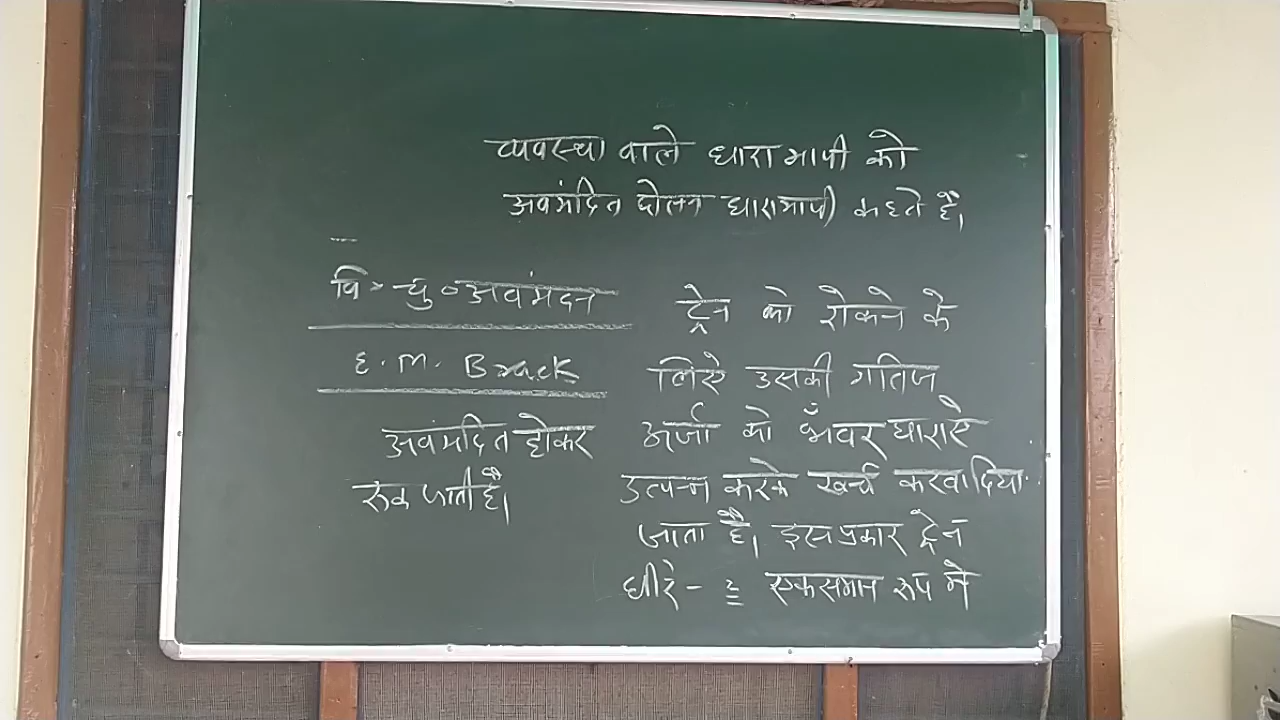 व्यवस्था वाले धारामापी को
अवमंदित दोलन धारामापी कहते है।
वि॰ चु॰ अवमंदन
E. M. Brack
ट्रेन को रोकने के
लिऐ उसकी गतिज
ऊर्जा को भँवर धाराऐ
उत्पन्न करके खर्च करवा दिया
जाता है। इसप्रकार ट्रेन
धीरे- २ एकसमान रूप से
अवमंदित होकर
रुक जाती है।